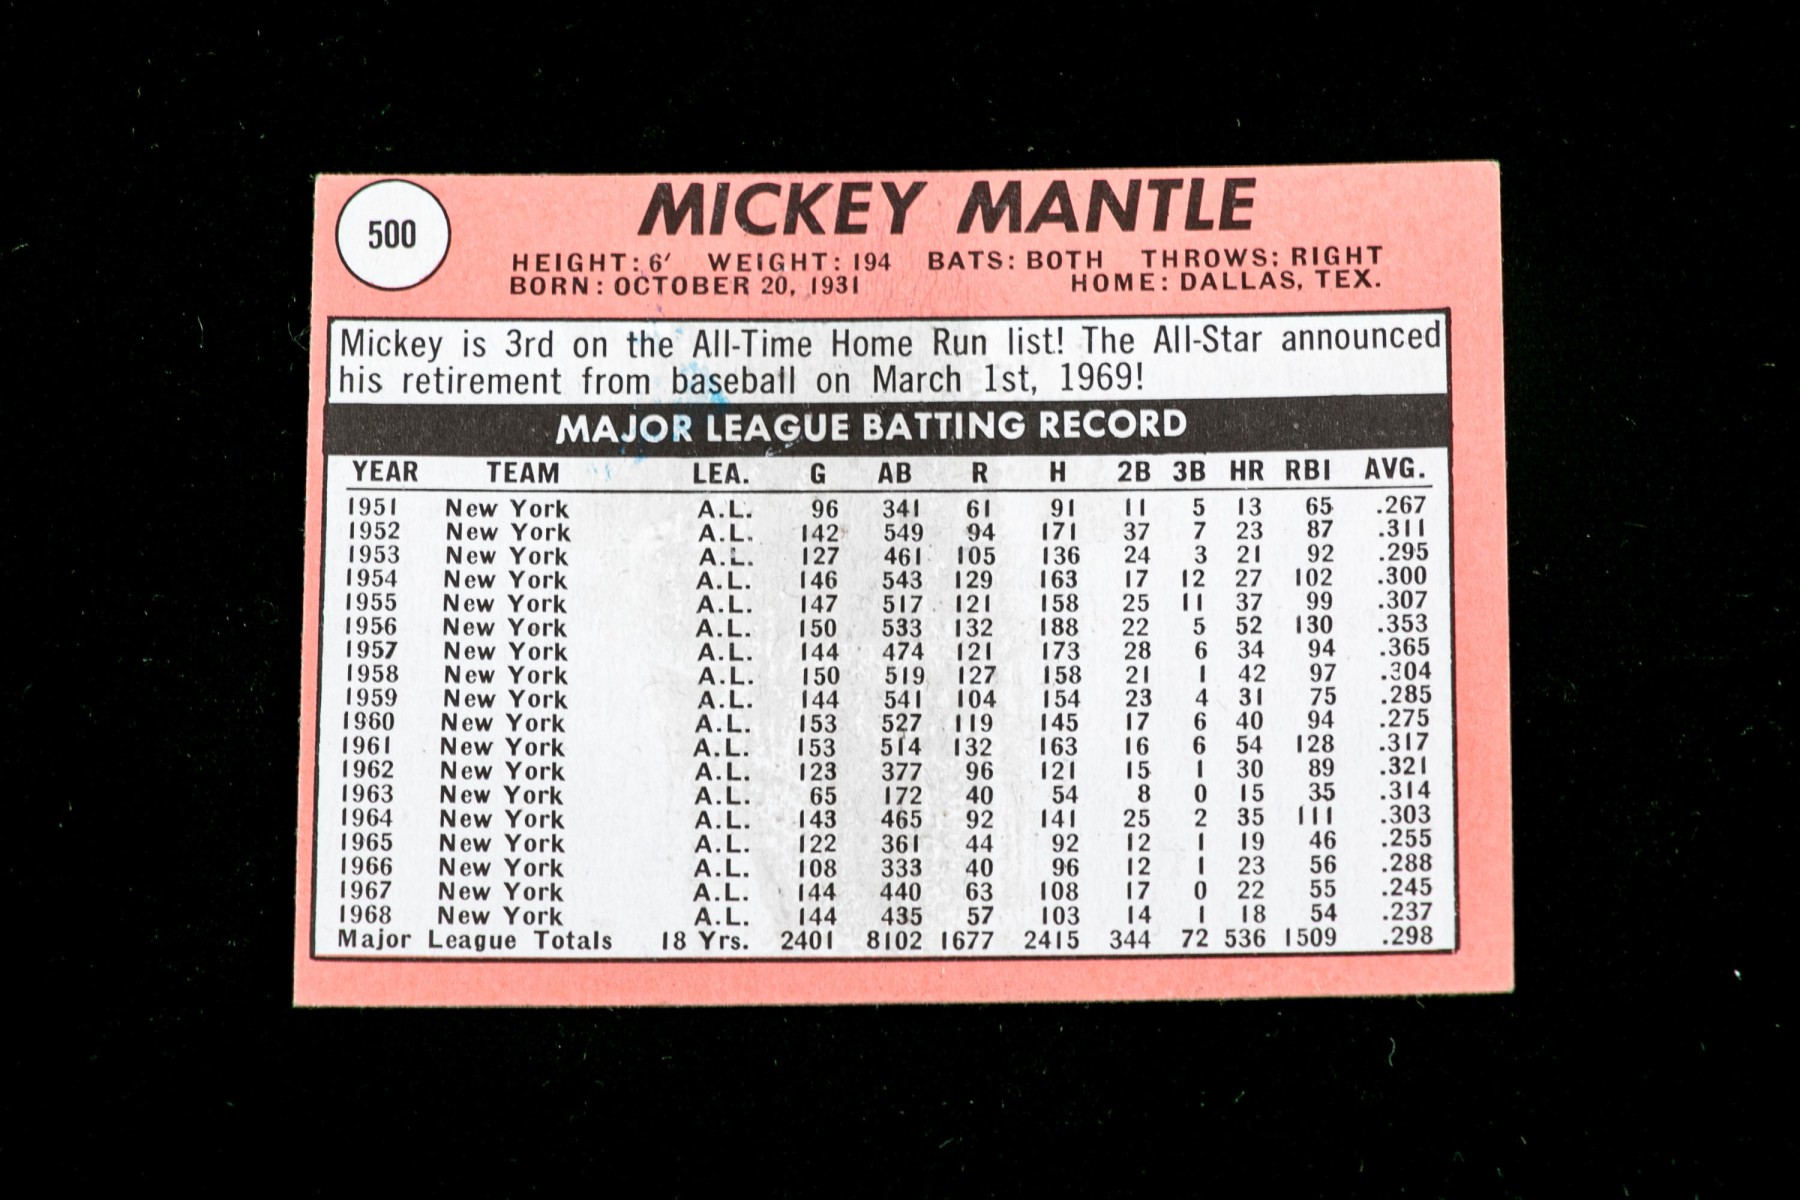 500
MICKEY MANTLE
HEIGHT: 6′ WEIGHT: 194 BATS: BOTH THROWS: RIGHT
BORN: OCTOBER 20, 1931 HOME: DALLAS, TEX.
Mickey is 3rd on the All-Time Home Run list! The All-Star announced
his retirement from baseball on March 1st, 1969!
MAJOR LEAGUE BATTING RECORD
YEAR TEAM LEA. G AB R H 2B 3B HR RBI AVG.
1951 New York A.L. 96 341 61 91 11 5 13 65 .267
1952 New York A.L. 142 549 94 171 37 7 23 87 .311
1953 New York A.L. 127 461 105 136 24 3 21 92 .295
1954 New York A.L. 146 543 129 163 17 12 27 102 .300
1955 New York A.L. 147 517 121 158 25 11 37 99 .307
1956 New York A.L. 150 533 132 188 22 5 52 130 .353
1957 New York A.L. 144 474 121 173 28 6 34 94 .365
1958 New York A.L. 150 519 127 158 21 1 42 97 .304
1959 New York A.L. 144 541 104 154 23 4 31 75 .285
1960 New York A.L. 153 527 119 145 17 6 40 94 .275
1961 New York A.L. 153 514 132 163 16 6 54 128 .317
1962 New York A.L. 123 377 96 121 15 1 30 89 .321
1963 New York A.L. 65 172 40 54 8 0 15 35 .314
1964 New York A.L. 143 465 92 141 25 2 35 111 .303
1965 New York A.L. 122 361 44 92 12 1 19 46 .255
1966 New York A.L. 108 333 40 96 12 1 23 56 .288
1967 New York A.L. 144 440 63 108 17 0 22 55 .245
1968 New York A.L. 144 435 57 103 14 1 18 54 .237
Major League Totals 18 Yrs. 2401 8102 1677 2415 344 72 536 1509 .298